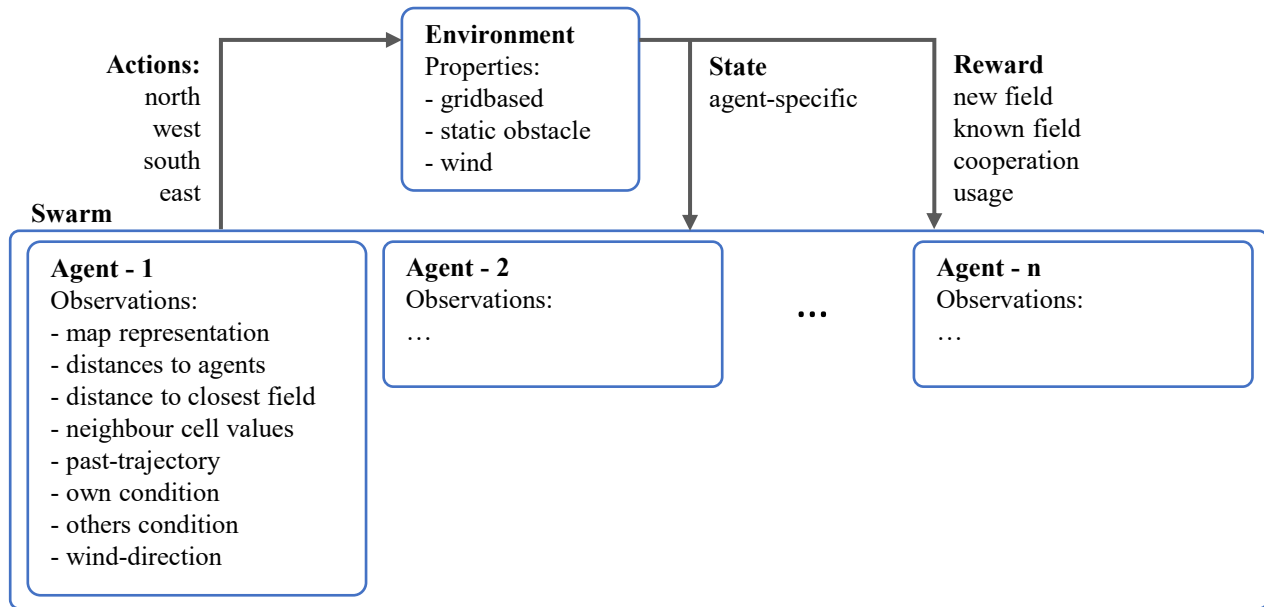 Actions:
north
west
south
east
Environment
Properties:
- gridbased
- static obstacle
- wind
State
agent-specific
Reward
new field
known field
cooperation
usage
Swarm
Agent - 1
Observations:
- map representation
- distances to agents
- distance to closest field
- neighbour cell values
- past-trajectory
- own condition
- others condition
- wind-direction
Agent - 2
Observations:
…
...
Agent - n
Observations:
…